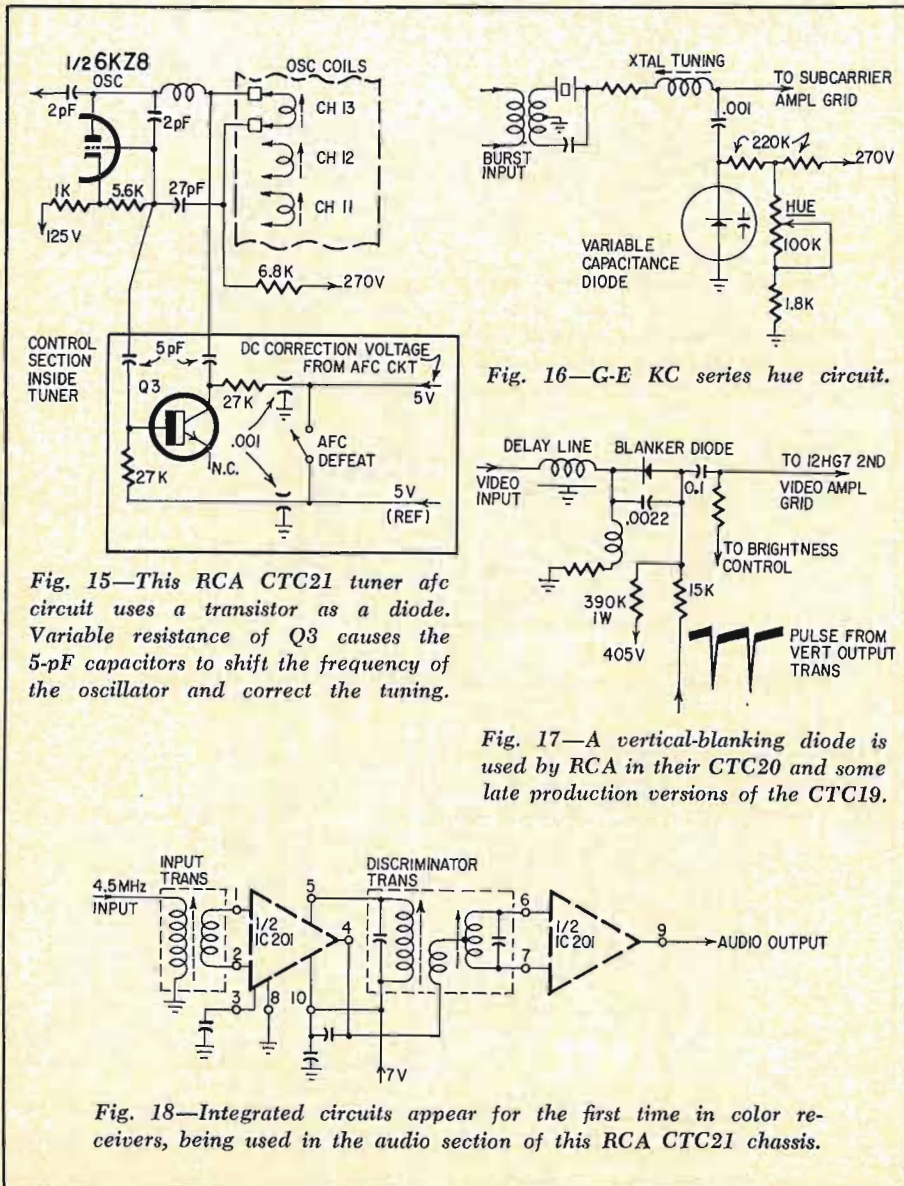 1/2 6KZ8
OSC
2pF
2pF
1K
5.6K
27pF
125V
OSC COILS
CH 13
CH 12
CH 11
6.8K
270V
CONTROL
SECTION
INSIDE
TUNER
5pF
DC CORRECTION VOLTAGE
FROM AFC CKT
Q3
27K
5V
.001
AFC
DEFEAT
N.C.
27K
5V
(REF)
Fig. 15—This RCA CTC21 tuner afc
circuit uses a transistor as a diode.
Variable resistance of Q3 causes the
5-pF capacitors to shift the frequency of
the oscillator and correct the tuning.
XTAL TUNING
TO SUBCARRIER
AMPL GRID
BURST
INPUT
.001
220K
270V
HUE
100K
VARIABLE
CAPACITANCE
DIODE
1.8K
Fig. 16—G-E KC series hue circuit.
DELAY LINE
BLANKER DIODE
VIDEO
INPUT
0.1
TO 12HG7 2ND
VIDEO AMPL
GRID
.0022
TO BRIGHTNESS
CONTROL
390K
1W
15K
405V
PULSE FROM
VERT OUTPUT
TRANS
Fig. 17—A vertical-blanking diode is
used by RCA in their CTC20 and some
late production versions of the CTC19.
INPUT
TRANS
4.5MHz
INPUT
1
2
3
8
10
1/2
IC 201
5
4
DISCRIMINATOR
TRANS
6
7
1/2
IC 201
9
AUDIO OUTPUT
7V
Fig. 18—Integrated circuits appear for the first time in color re-
ceivers, being used in the audio section of this RCA CTC21 chassis.